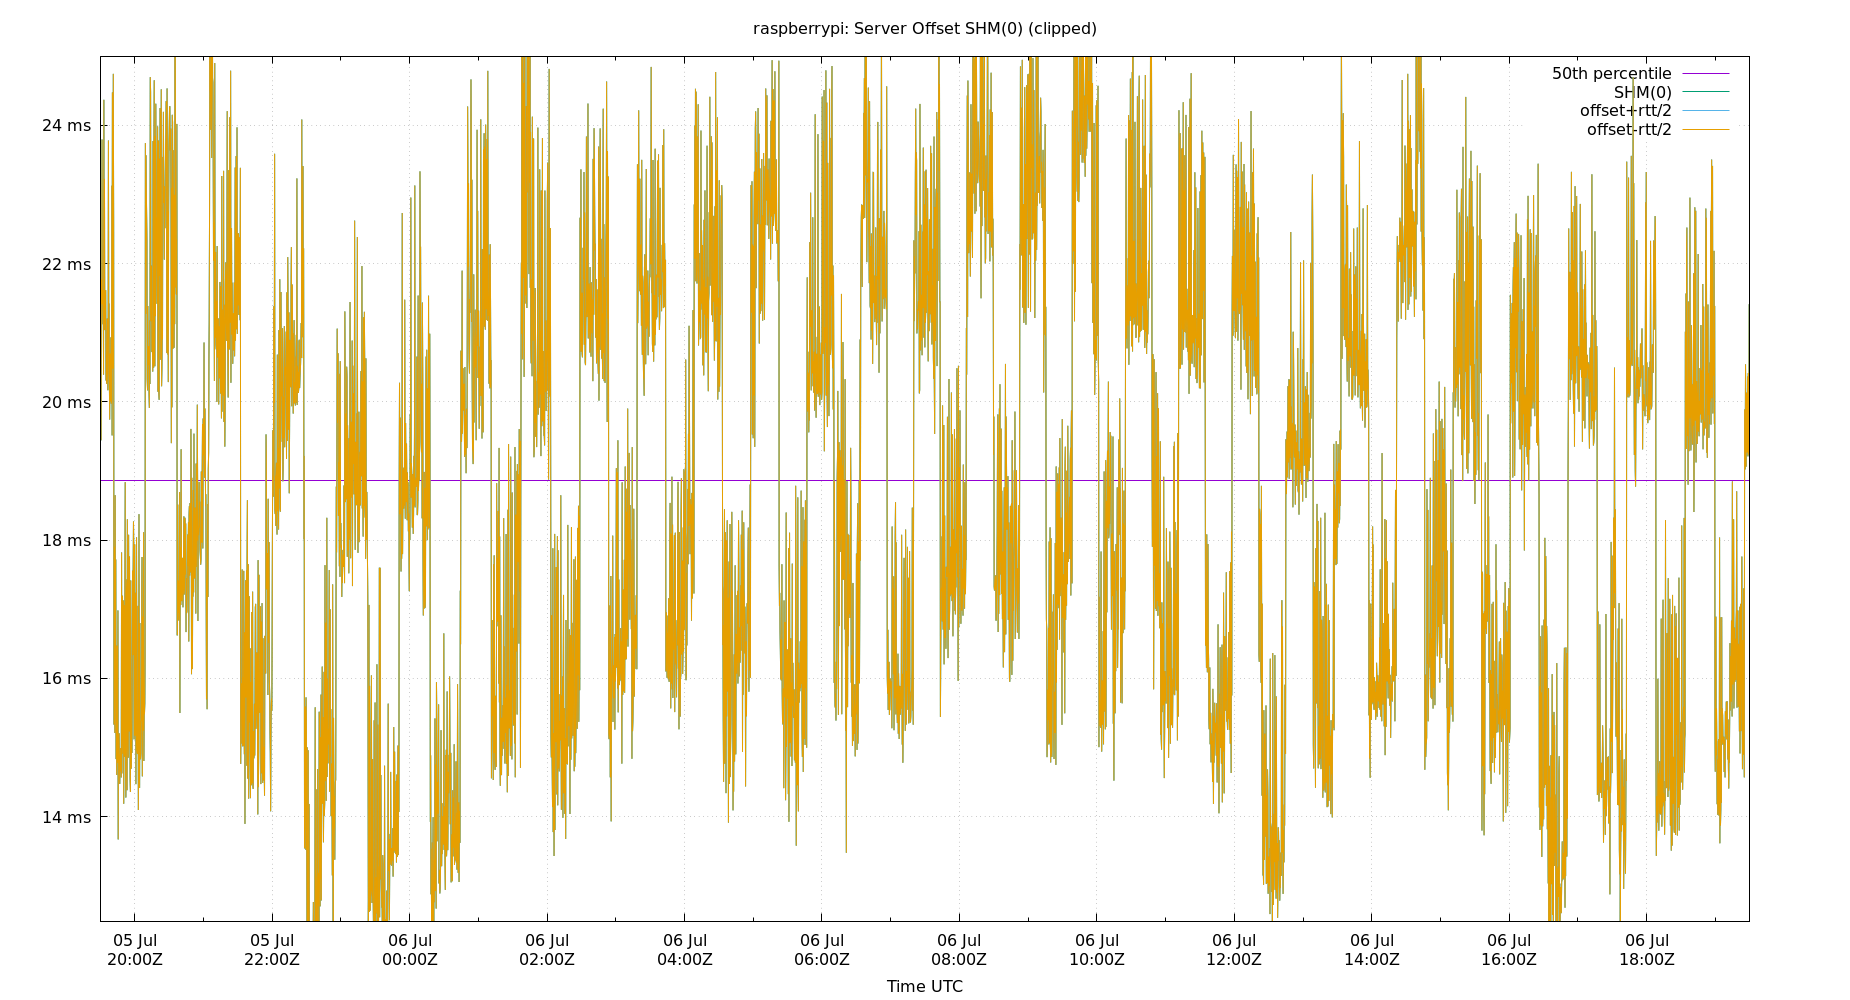 raspberrypi: Server Offset SHM(0) (clipped)
50th percentile
SHM(0)
offset+rtt/2
offset-rtt/2
24 ms
22 ms
20 ms
18 ms
16 ms
14 ms
05 Jul 05 Jul 06 Jul 06 Jul 06 Jul 06 Jul 06 Jul 06 Jul 06 Jul 06 Jul 06 Jul 06 Jul
20:00Z 22:00Z 00:00Z 02:00Z 04:00Z 06:00Z 08:00Z 10:00Z 12:00Z 14:00Z 16:00Z 18:00Z
Time UTC